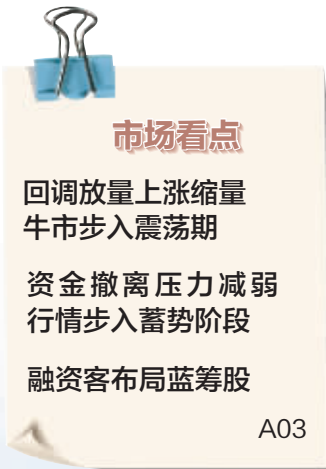 市场看点
回调放量上涨缩量
牛市步入震荡期
资金撤离压力减弱
行情步入蓄势阶段
融资客布局蓝筹股
A03